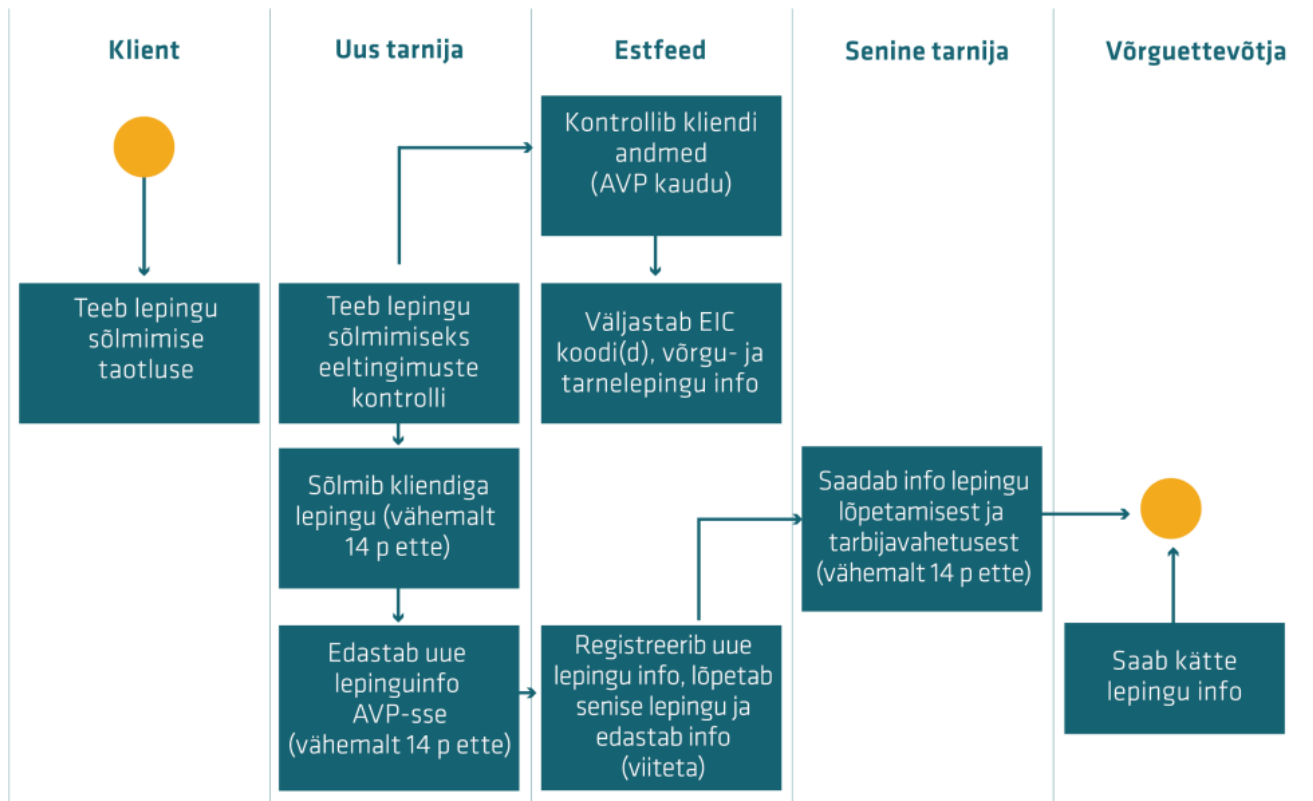 Klient
Uus tarnija
Estfeed
Senine tarnija
Võrguettevõtja
Teeb lepingu
sõlmimise
taotluse
Teeb lepingu
sõlmimiseks
eeltingimuste
kontrolli
Sõlmib kliendiga
lepingu (vähemalt
14 p ette)
Edastab uue
lepinguinfo
AVP-sse
(vähemalt 14 p ette)
Kontrollib kliendi
andmed
(AVP kaudu)
Väljastab EIC
koodi(d), võrgu- ja
tarnelepingu info
Registreerib uue
lepingu info, lõpetab
senise lepingu ja
edastab info
(viiteta)
Saadab info lepingu
lõpetamisest ja
tarbijavahetusest
(vähemalt 14 p ette)
Saab kätte
lepingu info